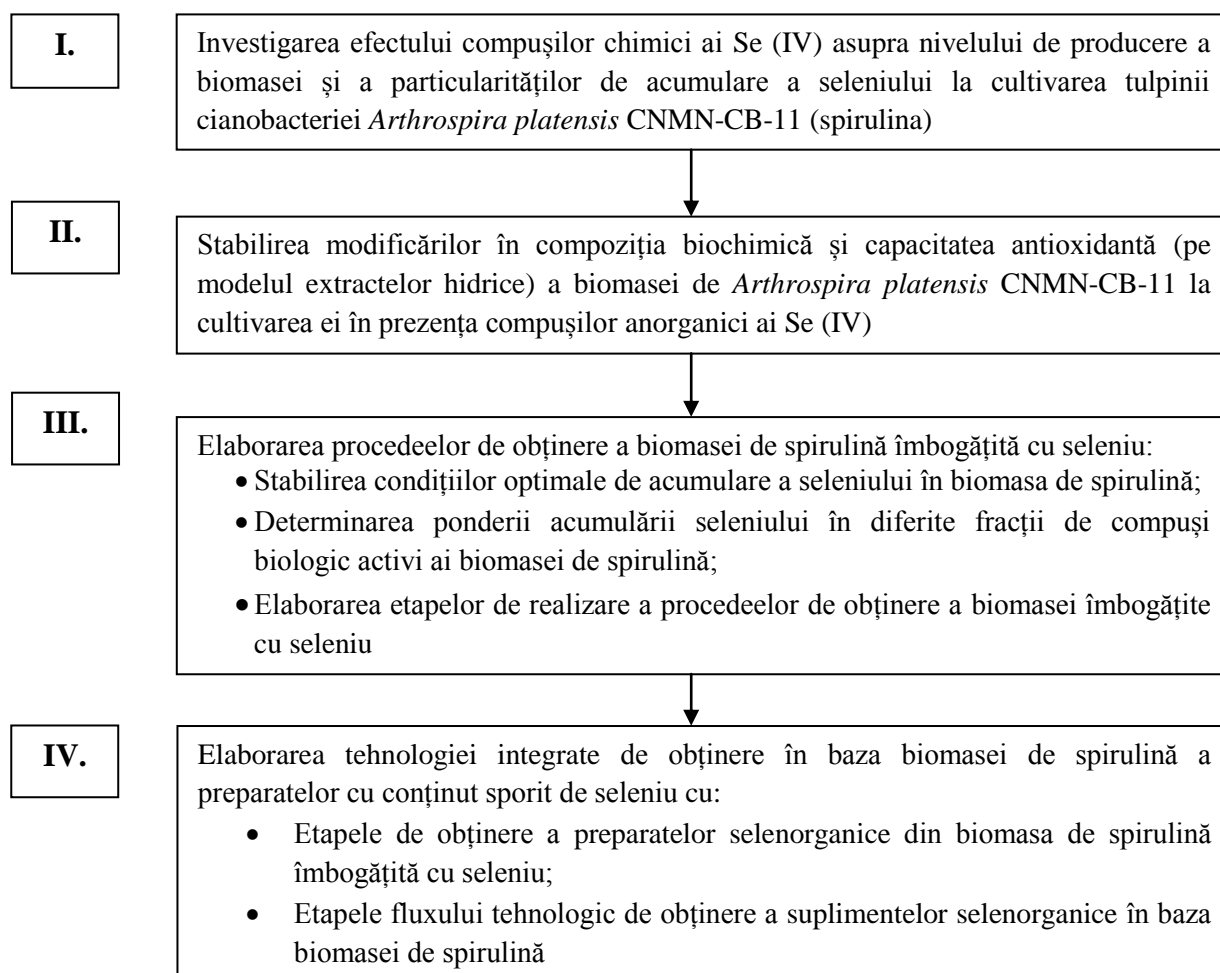 I.
Investigarea efectului compușilor chimici ai Se (IV) asupra nivelului de producere a
biomasei și a particularităților de acumulare a seleniului la cultivarea tulpinii
cianobacteriei Arthrospira platensis CNMN-CB-11 (spirulina)
II.
Stabilirea modificărilor în compoziția biochimică și capacitatea antioxidantă (pe
modelul extractelor hidrice) a biomasei de Arthrospira platensis CNMN-CB-11 la
cultivarea ei în prezența compușilor anorganici ai Se (IV)
III.
Elaborarea procedeelor de obținere a biomasei de spirulină îmbogățită cu seleniu:
• Stabilirea condițiilor optimale de acumulare a seleniului în biomasa de spirulină;
• Determinarea ponderii acumulării seleniului în diferite fracții de compuși
biologic activi ai biomasei de spirulină;
• Elaborarea etapelor de realizare a procedeelor de obținere a biomasei îmbogățite
cu seleniu
IV.
Elaborarea tehnologiei integrate de obținere în baza biomasei de spirulină a
preparatelor cu conținut sporit de seleniu cu:
• Etapele de obținere a preparatelor selenorganice din biomasa de spirulină
îmbogățită cu seleniu;
• Etapele fluxului tehnologic de obținere a suplimentelor selenorganice în baza
biomasei de spirulină